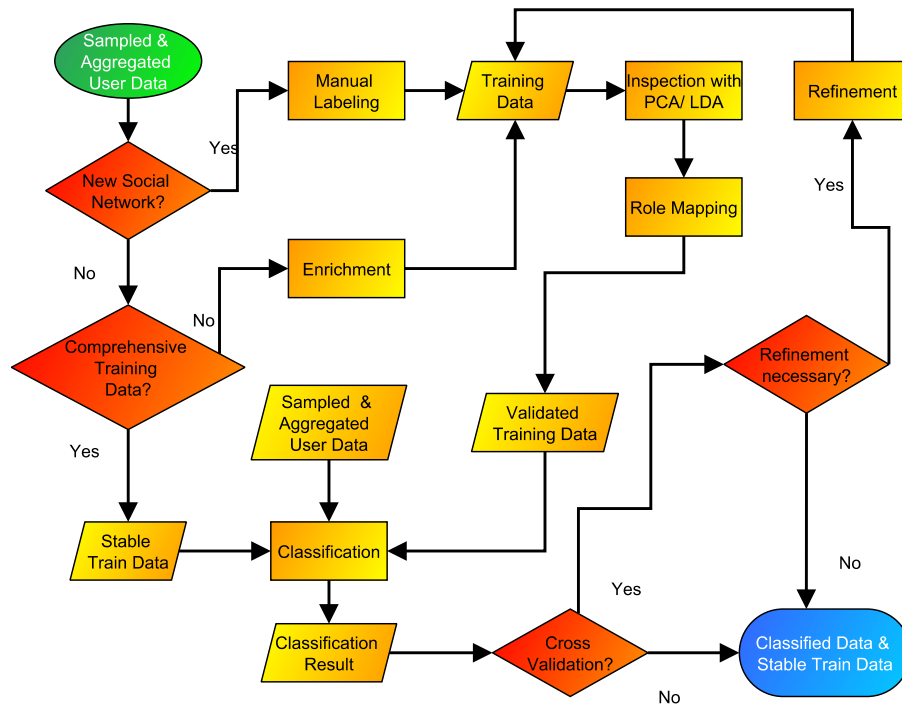 Sampled &
Aggregated
User Data
Manual
Labeling
Training
Data
Inspection with
PCA/ LDA
Refinement
Yes
New Social
Network?
Role Mapping
Yes
No
Enrichment
No
Comprehensive
Training
Data?
Refinement
necessary?
Sampled &
Aggregated
User Data
Validated
Training Data
Yes
Stable
Train Data
Classification
No
Yes
Classification
Result
Cross
Validation?
Classified Data &
Stable Train Data
No